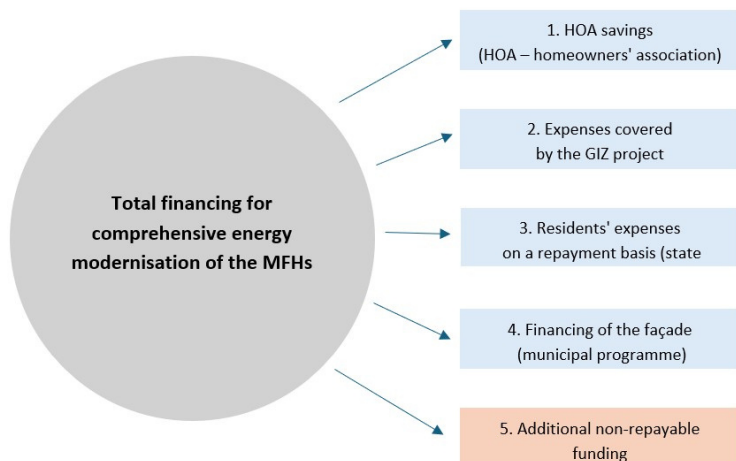 Total financing for
comprehensive energy
modernisation of the MFHs
1. HOA savings
(HOA – homeowners' association)
2. Expenses covered
by the GIZ project
3. Residents' expenses
on a repayment basis (state
4. Financing of the façade
(municipal programme)
5. Additional non-repayable
funding